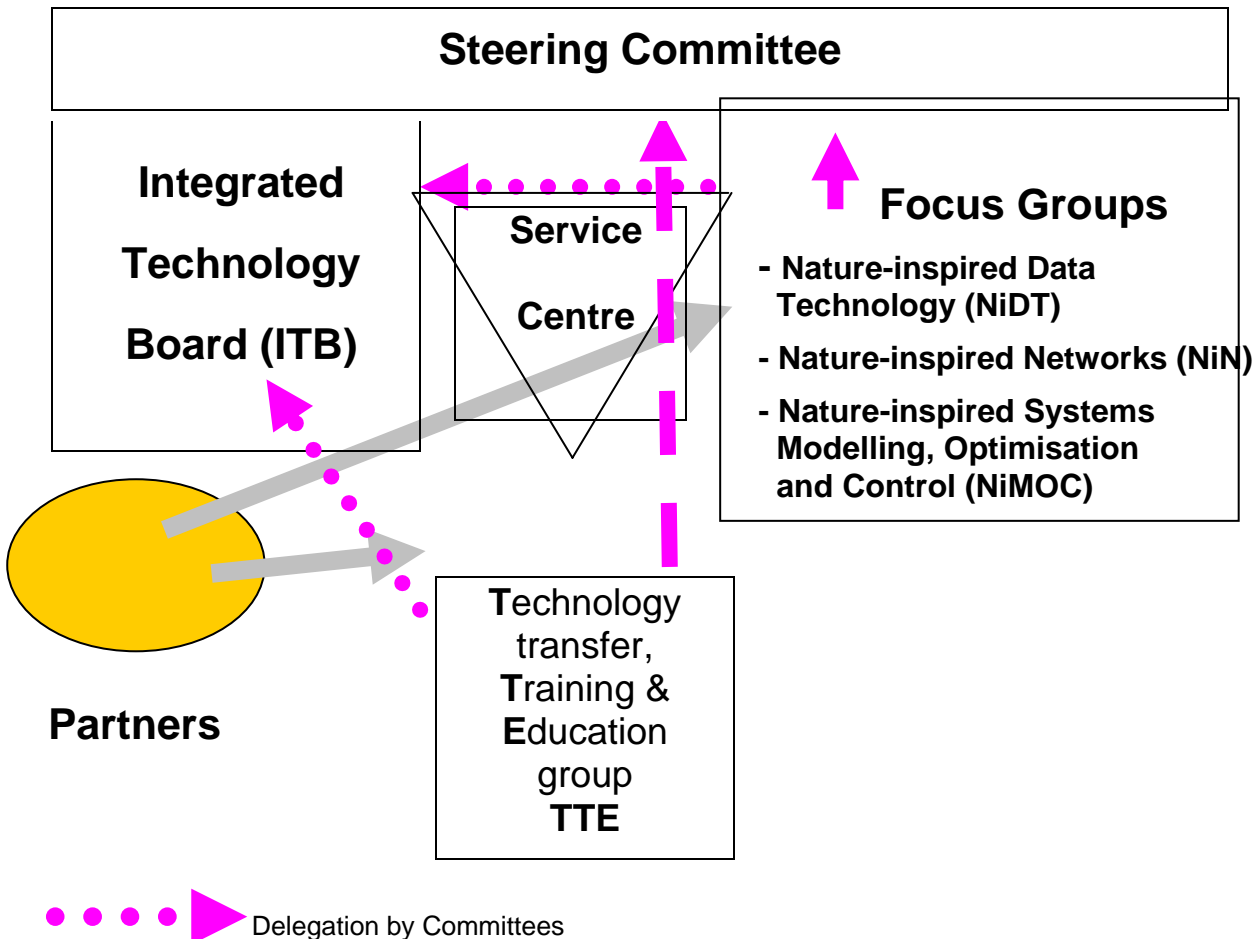 Steering Committee
Integrated
Technology
Board (ITB)
Service
Centre
Focus Groups
- Nature-inspired Data
Technology (NiDT)
- Nature-inspired Networks (NiN)
- Nature-inspired Systems
Modelling, Optimisation
and Control (NiMOC)
Partners
Technology
transfer,
Training &
Education
group
TTE
Delegation by Committees